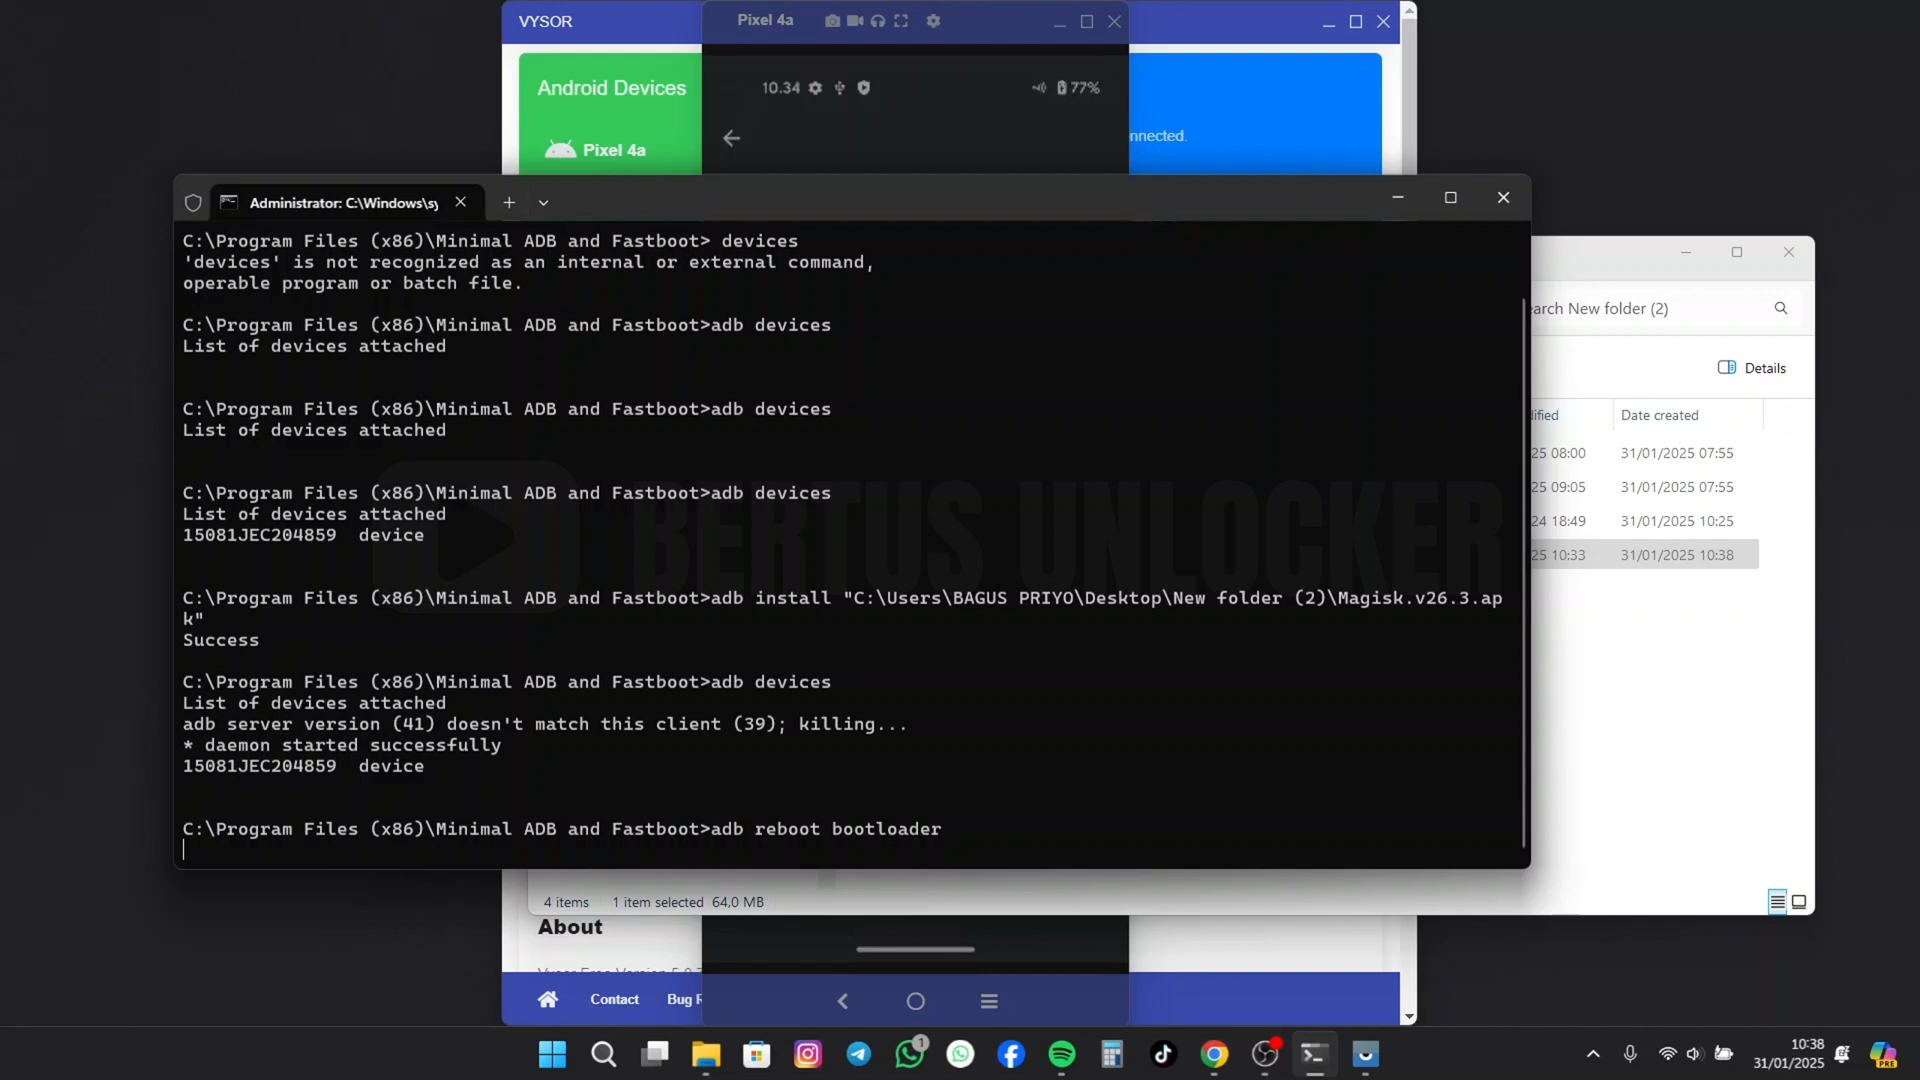 VYSOR
Pixel 4a
Android Devices
10.34
77%
Pixel 4a
nnected.
Administrator: C:\Windows\sy
C:\Program Files (x86)\Minimal ADB and Fastboot> devices
'devices' is not recognized as an internal or external command,
operable program or batch file.
C:\Program Files (x86)\Minimal ADB and Fastboot>adb devices
List of devices attached
C:\Program Files (x86)\Minimal ADB and Fastboot>adb devices
List of devices attached
C:\Program Files (x86)\Minimal ADB and Fastboot>adb devices
List of devices attached
15081JEC204859 device
BERTUS UNLOCKER
C:\Program Files (x86)\Minimal ADB and Fastboot>adb install "C:\Users\BAGUS PRIYO\Desktop\New folder (2)\Magisk.v26.3.ap
k"
Success
C:\Program Files (x86)\Minimal ADB and Fastboot>adb devices
List of devices attached
adb server version (41) doesn't match this client (39); killing...
* daemon started successfully
15081JEC204859 device
C:\Program Files (x86)\Minimal ADB and Fastboot>adb reboot bootloader
earch New folder (2)
Details
dified Date created
25 08:00 31/01/2025 07:55
25 09:05 31/01/2025 07:55
24 18:49 31/01/2025 10:25
25 10:33 31/01/2025 10:38
4 items 1 item selected 64,0 MB
About
Contact Bug R
1
10:38
31/01/2025
PRE